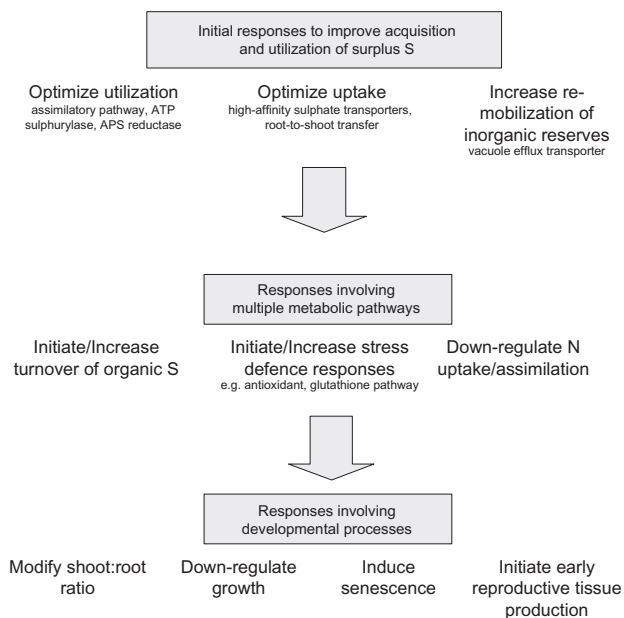 Initial responses to improve acquisition
and utilization of surplus S
Optimize utilization
assimilatory pathway, ATP
sulphurylase, APS reductase
Optimize uptake
high-affinity sulphate transporters,
root-to-shoot transfer
Increase re-
mobilization of
inorganic reserves
vacuole efflux transporter
Responses involving
multiple metabolic pathways
Initiate/Increase
turnover of organic S
Initiate/Increase stress
defence responses
e.g. antioxidant, glutathione pathway
Down-regulate N
uptake/assimilation
Responses involving
developmental processes
Modify shoot:root
ratio
Down-regulate
growth
Induce
senescence
Initiate early
reproductive tissue
production